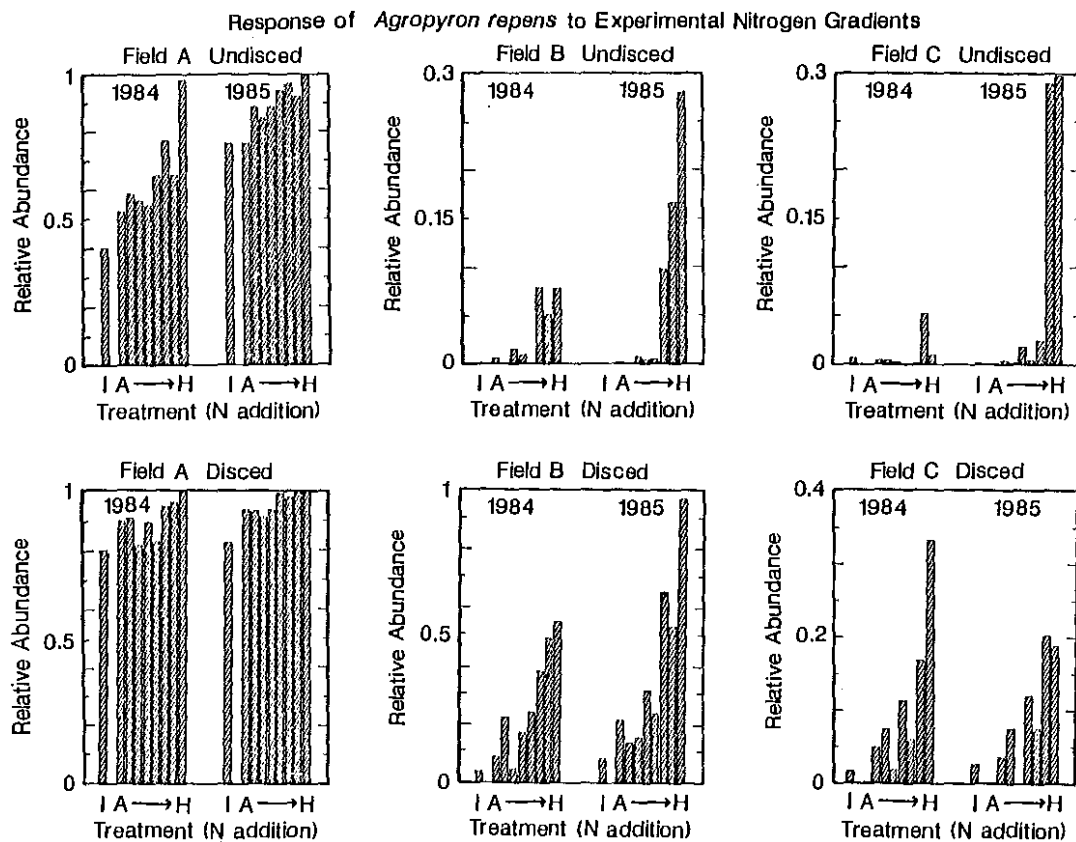 Response of Agropyron repens to Experimental Nitrogen Gradients
Field A Undisced
Field B Undisced
Field C Undisced
1
0.5
0
Relative Abundance
1984
1985
I A H I A H
Treatment (N addition)
0.3
0.15
0
Relative Abundance
1984
1985
I A H I A H
Treatment (N addition)
0.3
0.15
0
Relative Abundance
1984
1985
I A H I A H
Treatment (N addition)
Field A Disced
Field B Disced
Field C Disced
1
0.5
0
Relative Abundance
1984
1985
I A H I A H
Treatment (N addition)
1
0.5
0
Relative Abundance
1984
1985
I A H I A H
Treatment (N addition)
0.4
0.2
0
Relative Abundance
1984
1985
I A H I A H
Treatment (N addition)